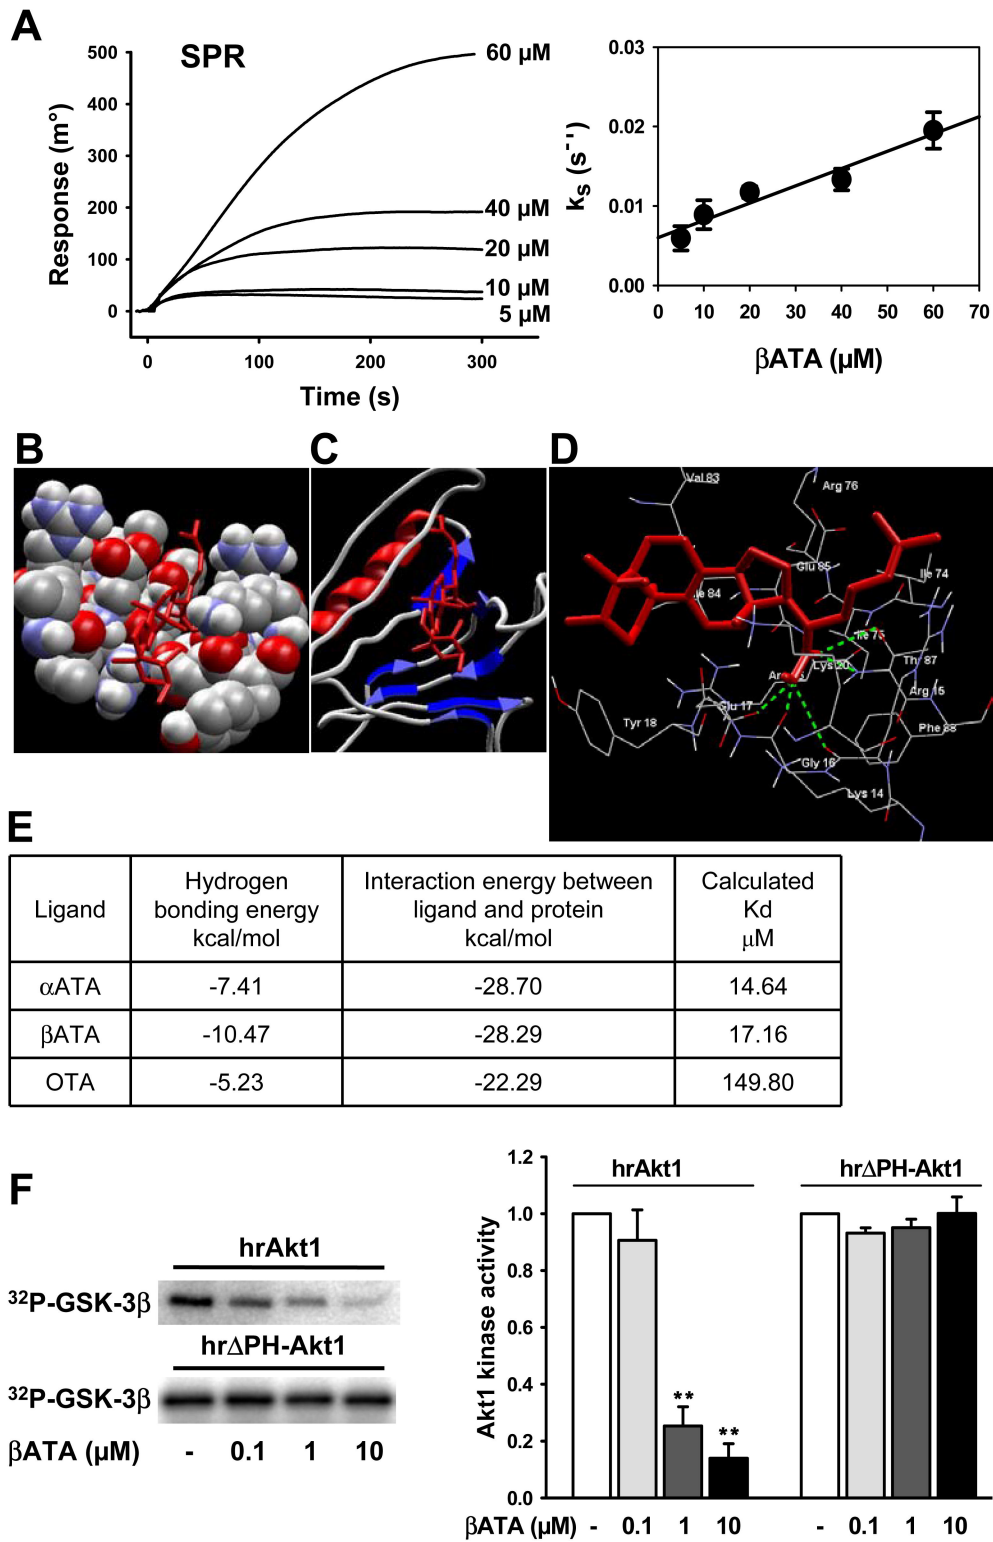 A
SPR
Response (m°)
500
400
300
200
100
0
60 µM
40 µM
20 µM
10 µM
5 µM
0 100 200 300
Time (s)
kS (s-1)
0.03
0.02
0.01
0.00
0 10 20 30 40 50 60 70
βATA (µM)
B
C
D
Val 83
Arg 76
Glu 85
Ile 74
Ile 84
Ile 75
Lys 20
Thr 87
Arg 15
Glu 17
Tyr 18
Phe 88
Gly 16
Lys 14
E
Ligand
Hydrogen
bonding energy
kcal/mol
Interaction energy between
ligand and protein
kcal/mol
Calculated
Kd
µM
αATA -7.41 -28.70 14.64
βATA -10.47 -28.29 17.16
OTA -5.23 -22.29 149.80
F
hrAkt1
32P-GSK-3β
hrΔPH-Akt1
32P-GSK-3β
βATA (µM) - 0.1 1 10
Akt1 kinase activity
1.2
1.0
0.8
0.6
0.4
0.2
0.0
hrAkt1
hrΔPH-Akt1
**
**
βATA (µM) - 0.1 1 10 - 0.1 1 10